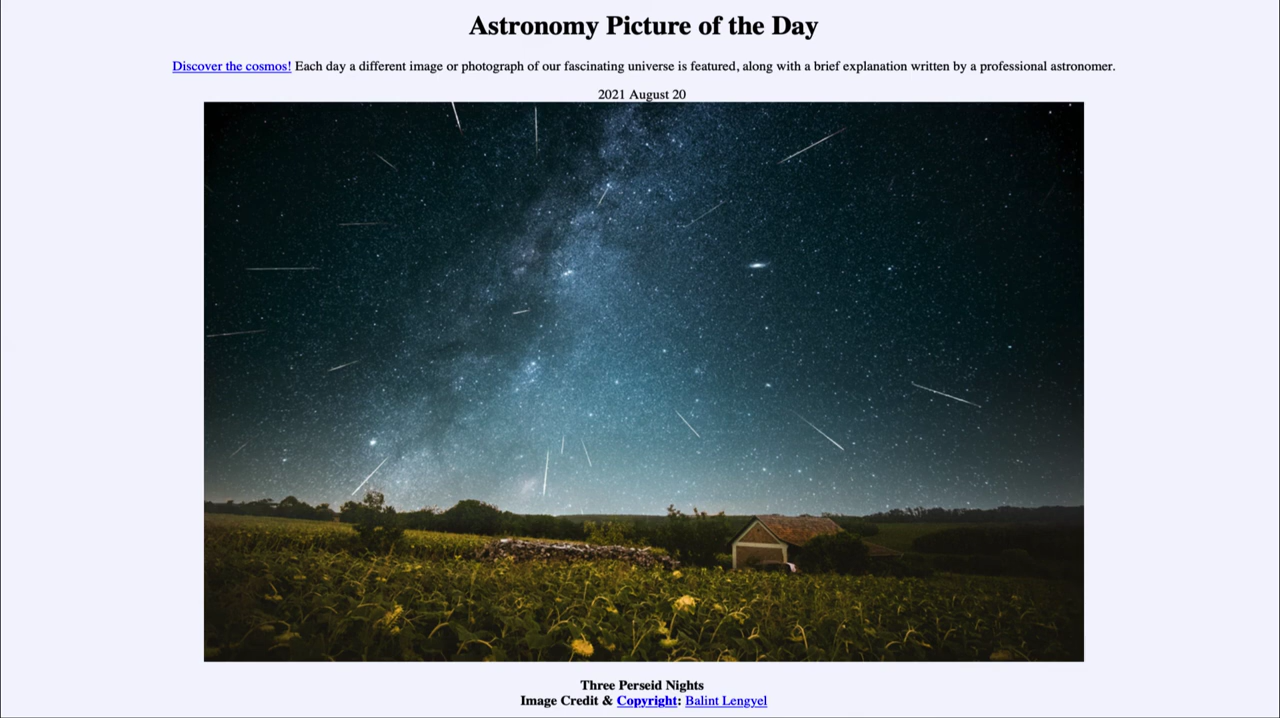 Astronomy Picture of the Day
Discover the cosmos! Each day a different image or photograph of our fascinating universe is featured, along with a brief explanation written by a professional astronomer.
2021 August 20
Three Perseid Nights
Image Credit & Copyright: Balint Lengyel